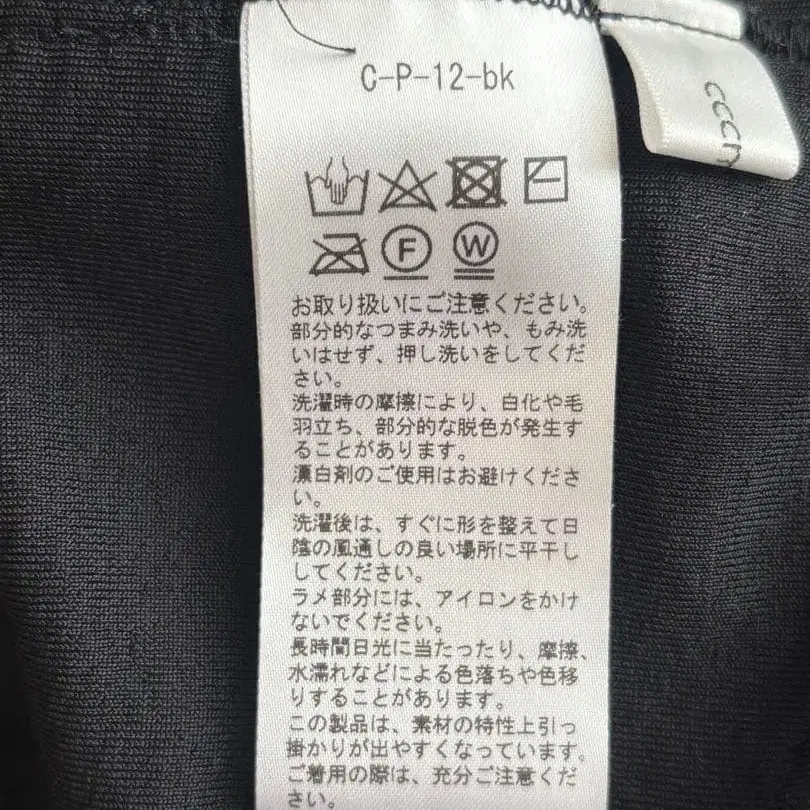 C-P-12-bk
cccm
F
W
お取り扱いにご注意ください。
部分的なつまみ洗いや、もみ洗
いはせず、押し洗いをしてくだ
さい。
洗濯時の摩擦により、白化や毛
羽立ち、部分的な脱色が発生す
ることがあります。
漂白剤のご使用はお避けくださ
い。
洗濯後は、すぐに形を整えて日
陰の風通しの良い場所に平干し
してください。
ラメ部分には、アイロンをかけ
ないでください。
長時間日光に当たったり、摩擦、
水濡れなどによる色落ちや色移
りすることがあります。
この製品は、素材の特性上引っ
掛かりが出やすくなっています。
ご着用の際は、充分ご注意くだ
さい。